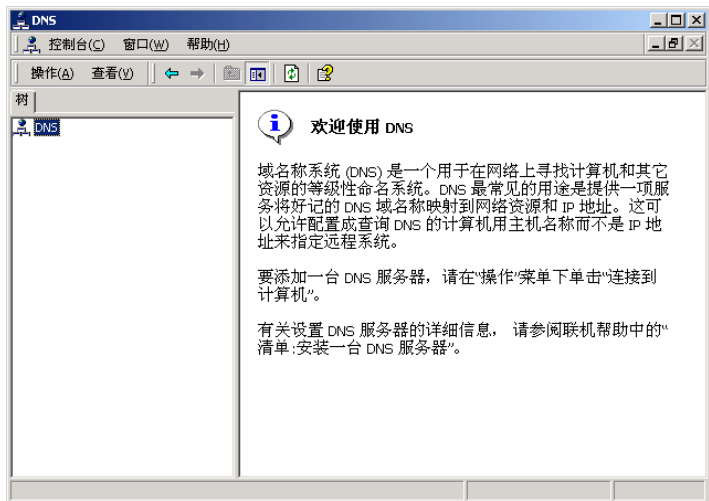 DNS
控制台(C) 窗口(W) 帮助(H)
操作(A) 查看(V)
树
DNS
欢迎使用 DNS
域名称系统 (DNS) 是一个用于在网络上寻找计算机和其它
资源的等级性命名系统。DNS 最常见的用途是提供一项服
务将好记的 DNS 域名称映射到网络资源和 IP 地址。这可
以允许配置成查询 DNS 的计算机用主机名称而不是 IP 地
址来指定远程系统。
要添加一台 DNS 服务器，请在“操作”菜单下单击“连接到
计算机”。
有关设置 DNS 服务器的详细信息， 请参阅联机帮助中的“
清单:安装一台 DNS 服务器”。